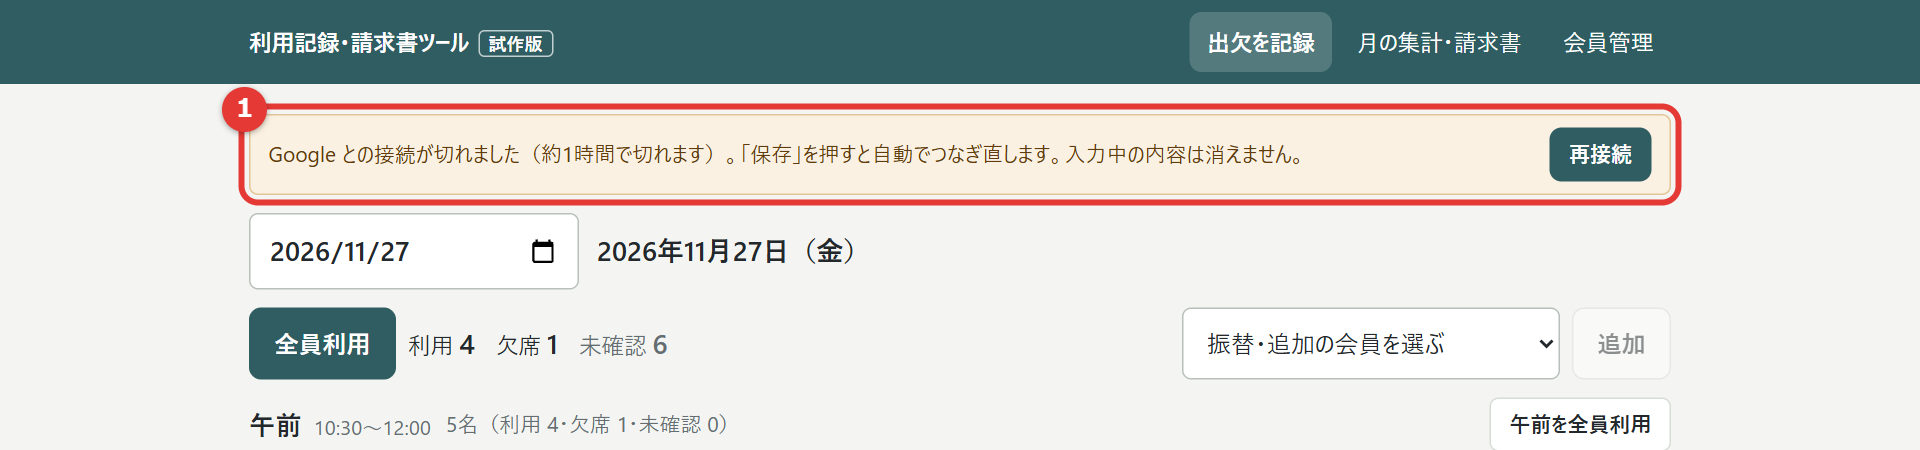 利用記録・請求書ツール 試作版 出欠を記録 月の集計・請求書 会員管理
1
Google との接続が切れました（約1時間で切れます）。「保存」を押すと自動でつなぎ直します。入力中の内容は消えません。 再接続
2026/11/27 2026年11月27日（金）
全員利用 利用 4 欠席 1 未確認 6 振替・追加の会員を選ぶ 追加
午前 10:30～12:00 5名（利用 4・欠席 1・未確認 0） 午前を全員利用